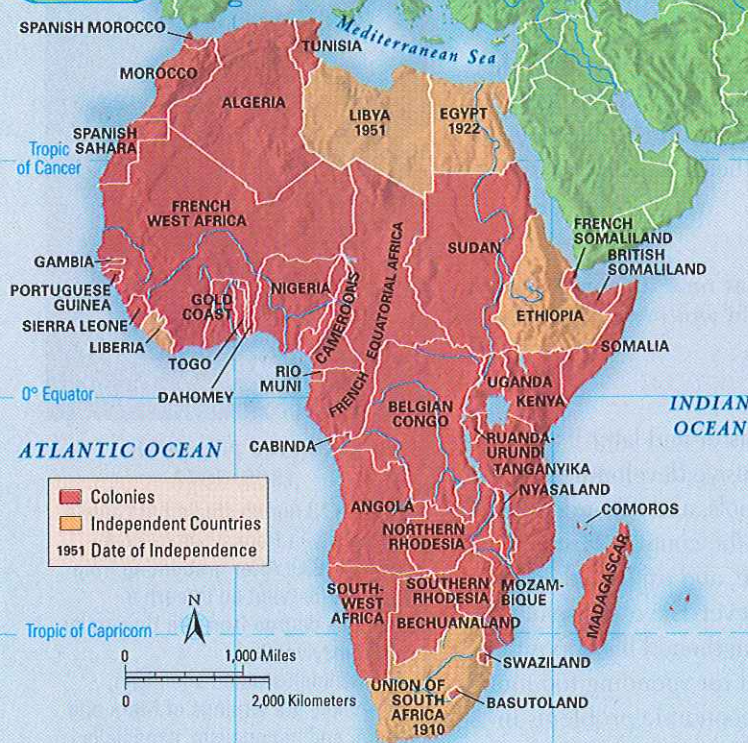 SPANISH MOROCCO
Mediterranean Sea
TUNISIA
MOROCCO
ALGERIA
LIBYA
1951
EGYPT
1922
SPANISH
SAHARA
Tropic
of Cancer
FRENCH
WEST AFRICA
FRENCH
SOMALILAND
BRITISH
SOMALILAND
SUDAN
GAMBIA
PORTUGUESE
GUINEA
SIERRA LEONE
LIBERIA
GOLD
COAST
NIGERIA
CAMEROONS
FRENCH EQUATORIAL AFRICA
ETHIOPIA
SOMALIA
TOGO
DAHOMEY
RIO
MUNI
UGANDA
KENYA
0° Equator
BELGIAN
CONGO
INDIAN
OCEAN
ATLANTIC OCEAN
CABINDA
RUANDA-
URUNDI
TANGANYIKA
NYASALAND
COMOROS
Colonies
Independent Countries
1951 Date of Independence
ANGOLA
NORTHERN
RHODESIA
MADAGASCAR
SOUTH-
WEST
AFRICA
SOUTHERN
RHODESIA
MOZAM-
BIQUE
BECHUANALAND
N
Tropic of Capricorn
0 1,000 Miles
0 2,000 Kilometers
SWAZILAND
BASUTOLAND
UNION OF
SOUTH
AFRICA
1910